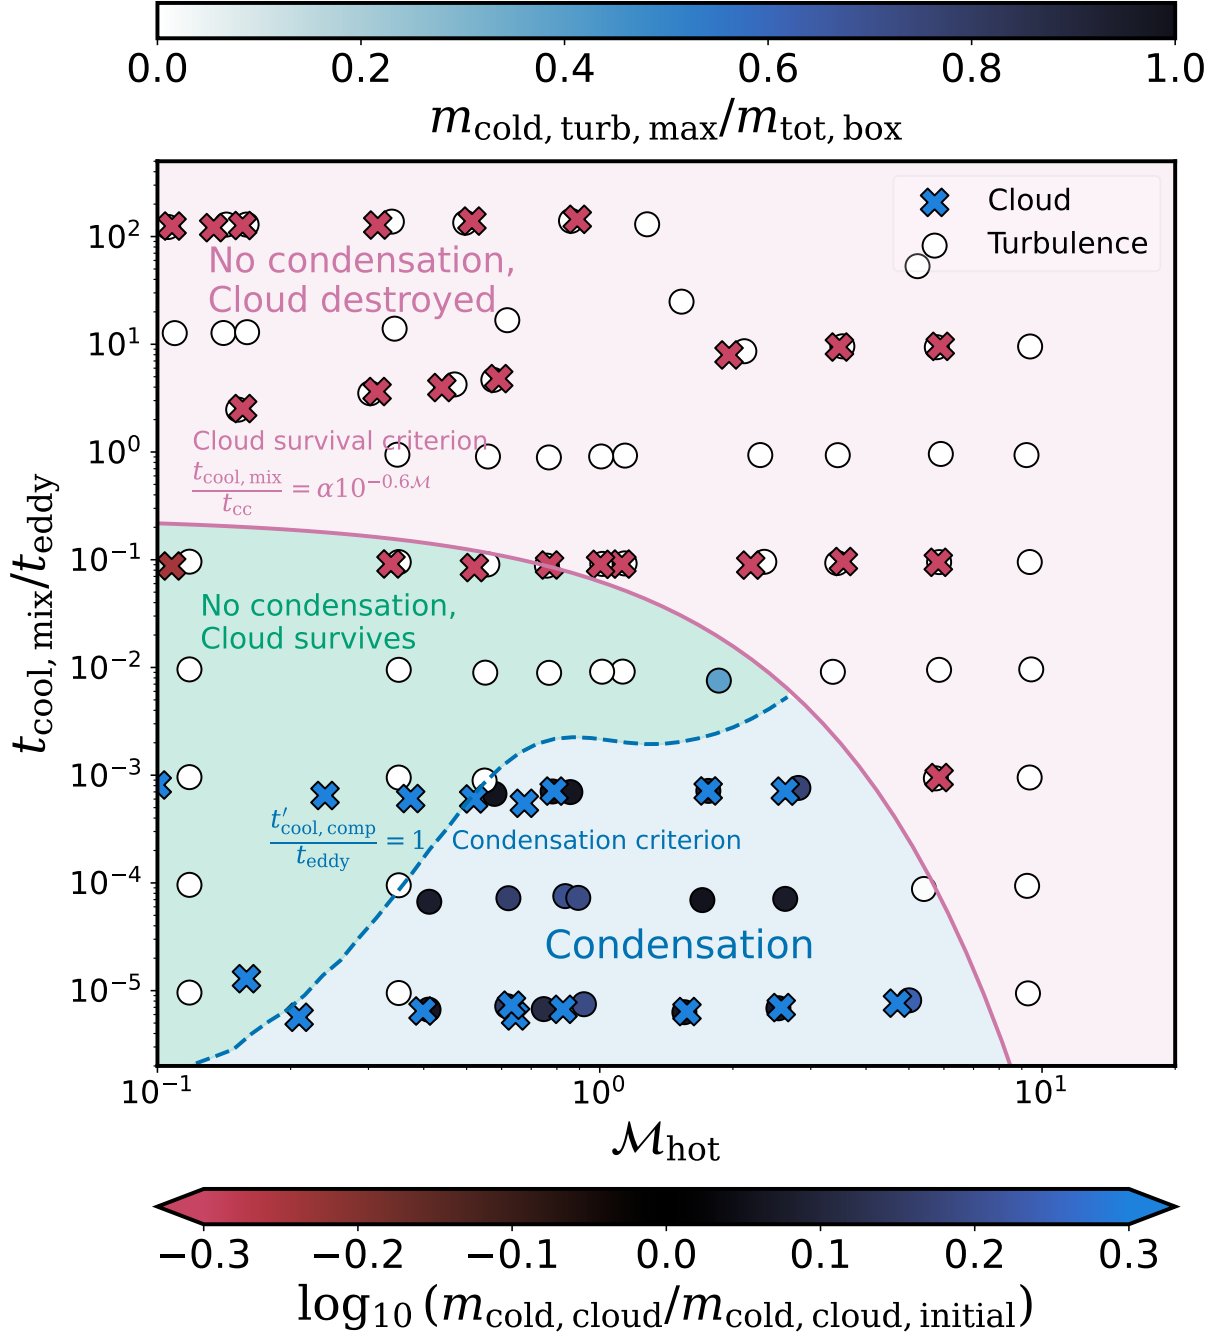 0.0 0.2 0.4 0.6 0.8 1.0
m_cold, turb, max/m_tot, box
Cloud
Turbulence
No condensation,
Cloud destroyed
Cloud survival criterion
t_cool, mix/t_cc = α10^−0.6ℳ
No condensation,
Cloud survives
t′_cool, comp/t_eddy = 1 Condensation criterion
Condensation
10^2
10^1
10^0
10^−1
10^−2
10^−3
10^−4
10^−5
t_cool, mix/t_eddy
10^−1 10^0 10^1
ℳ_hot
−0.3 −0.2 −0.1 0.0 0.1 0.2 0.3
log_10 (m_cold, cloud/m_cold, cloud, initial)